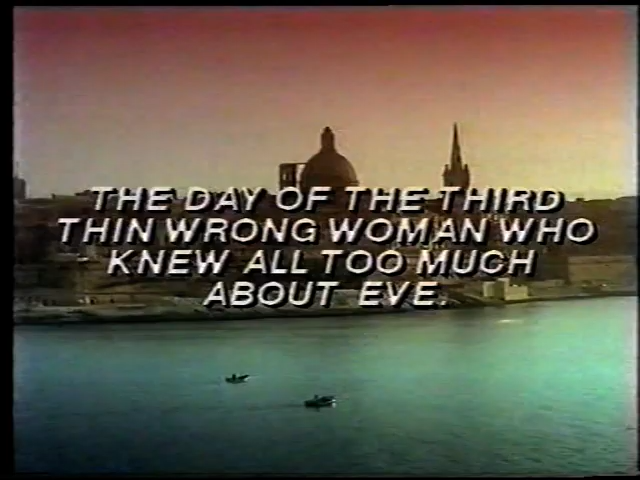 THE DAY OF THE THIRD
THIN WRONG WOMAN WHO
KNEW ALL TOO MUCH
ABOUT EVE.